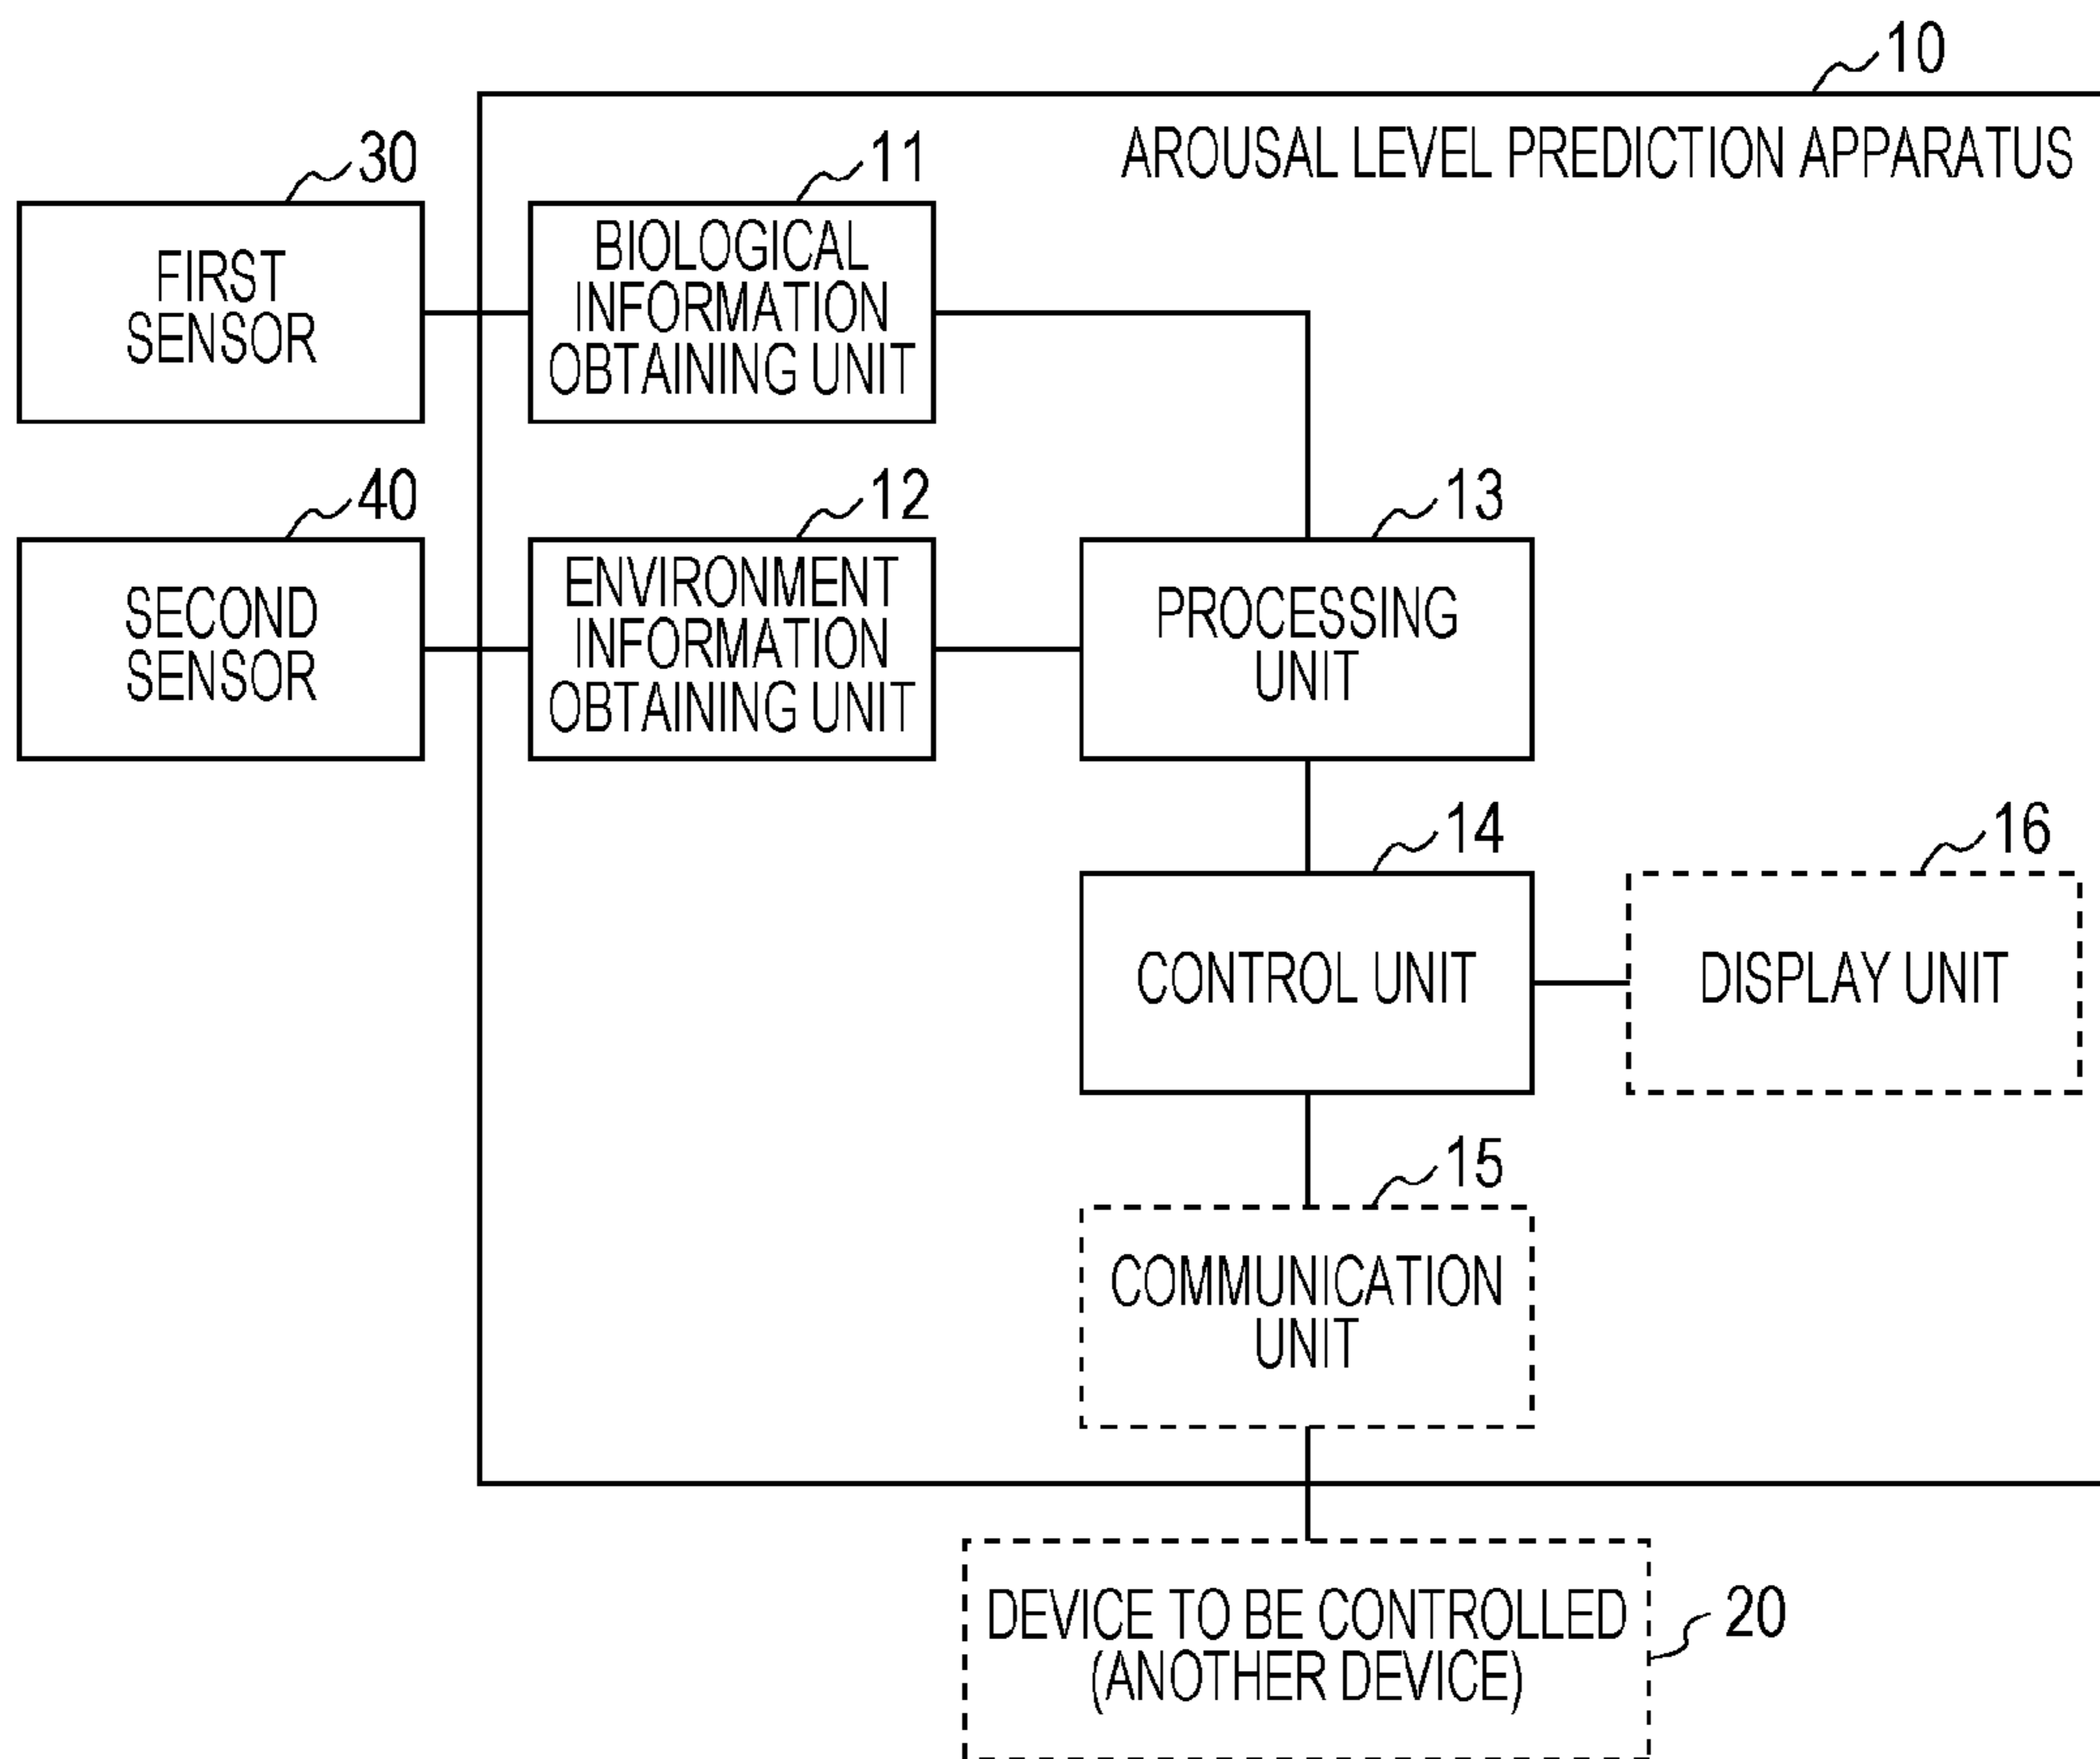 10
AROUSAL LEVEL PREDICTION APPARATUS
30
FIRST
SENSOR
11
BIOLOGICAL
INFORMATION
OBTAINING UNIT
40
SECOND
SENSOR
12
ENVIRONMENT
INFORMATION
OBTAINING UNIT
13
PROCESSING
UNIT
14
CONTROL UNIT
16
DISPLAY UNIT
15
COMMUNICATION
UNIT
DEVICE TO BE CONTROLLED
(ANOTHER DEVICE)
20